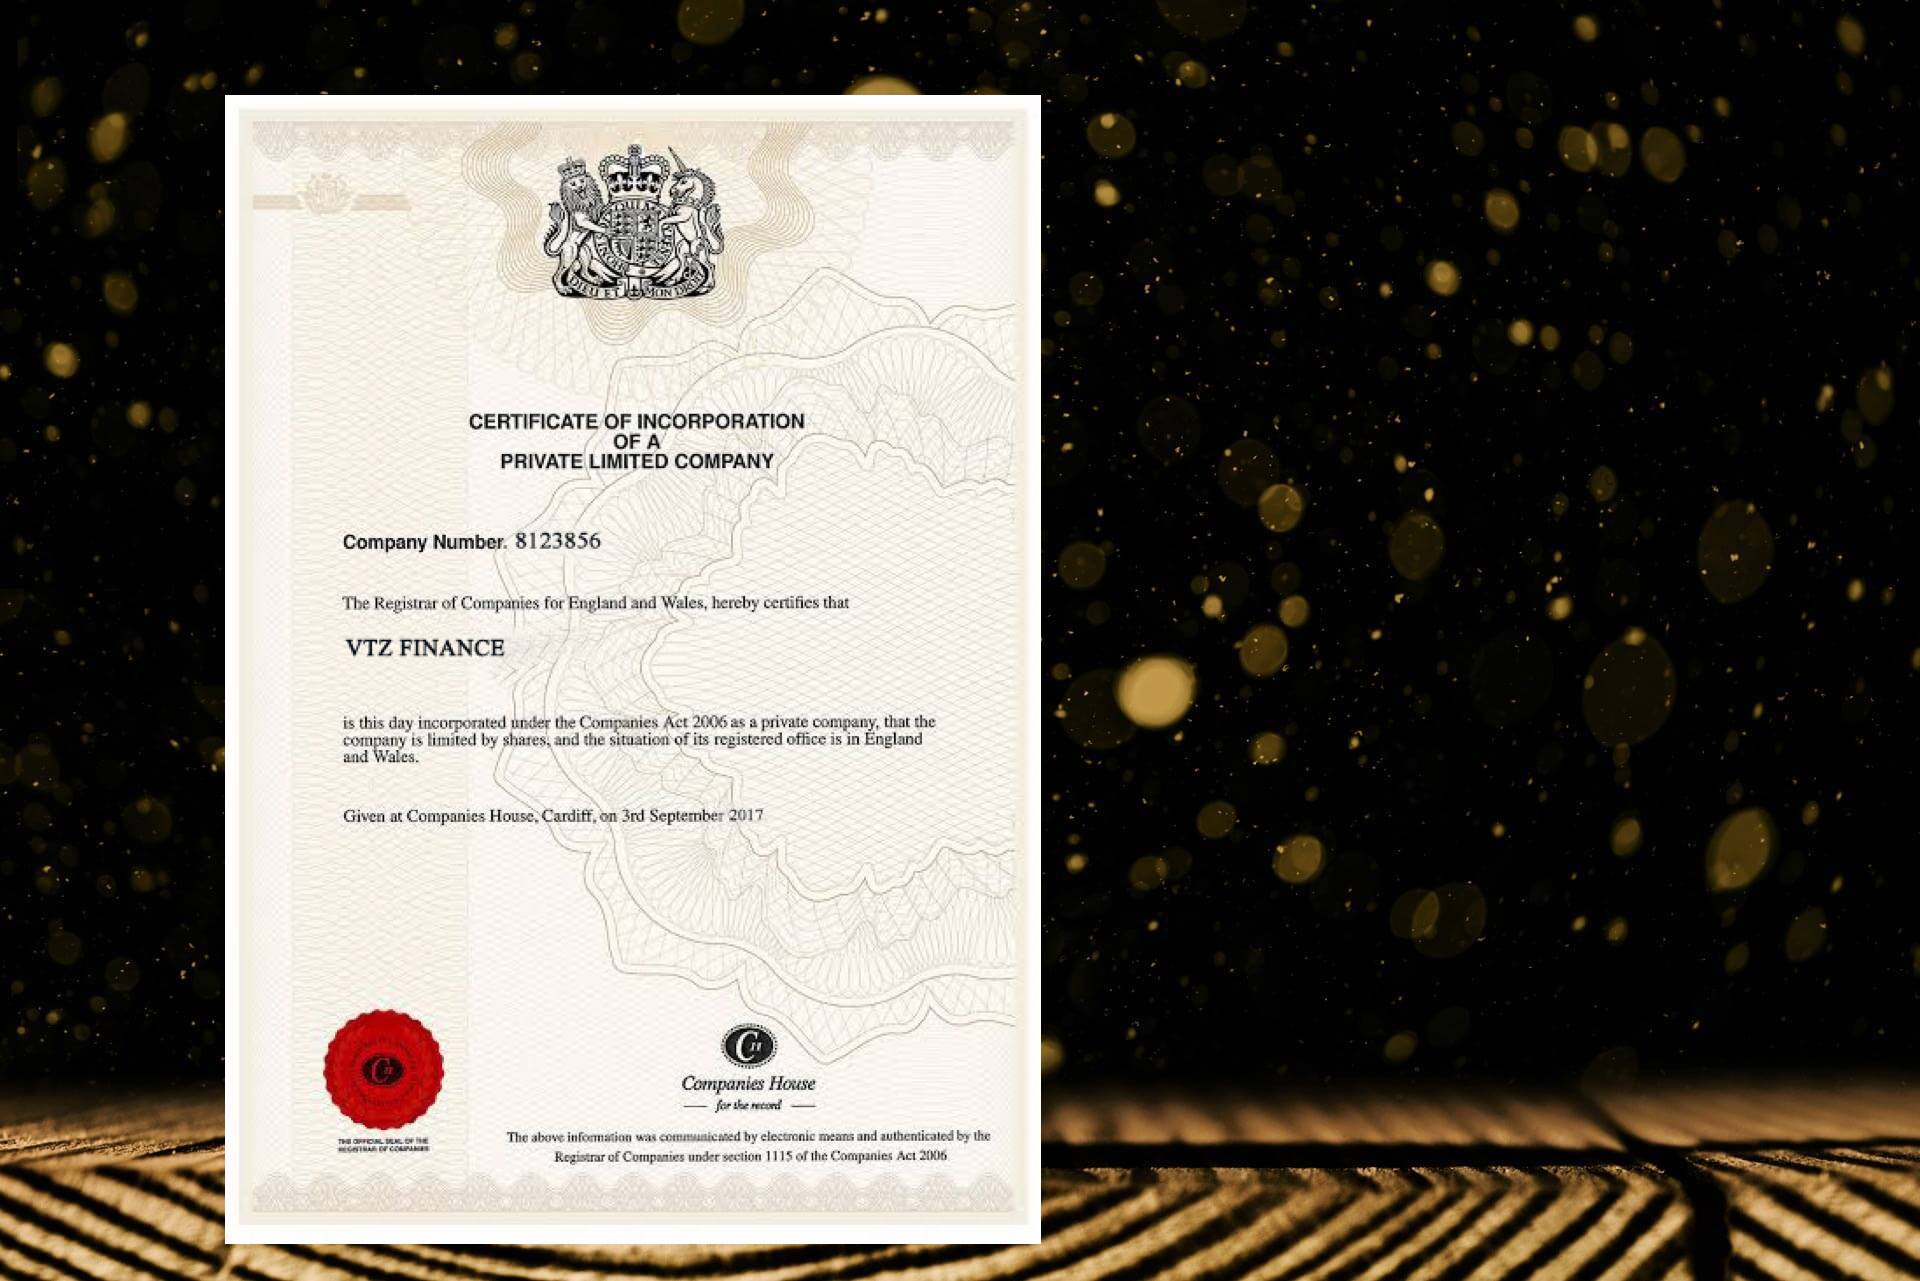 DIEU ET MON DROIT
CERTIFICATE OF INCORPORATION
OF A
PRIVATE LIMITED COMPANY
Company Number. 8123856
The Registrar of Companies for England and Wales, hereby certifies that
VTZ FINANCE
is this day incorporated under the Companies Act 2006 as a private company, that the
company is limited by shares, and the situation of its registered office is in England
and Wales.
Given at Companies House, Cardiff, on 3rd September 2017
CH
CH
Companies House
for the record
THE OFFICIAL SEAL OF THE
REGISTRAR OF COMPANIES
The above information was communicated by electronic means and authenticated by the
Registrar of Companies under section 1115 of the Companies Act 2006